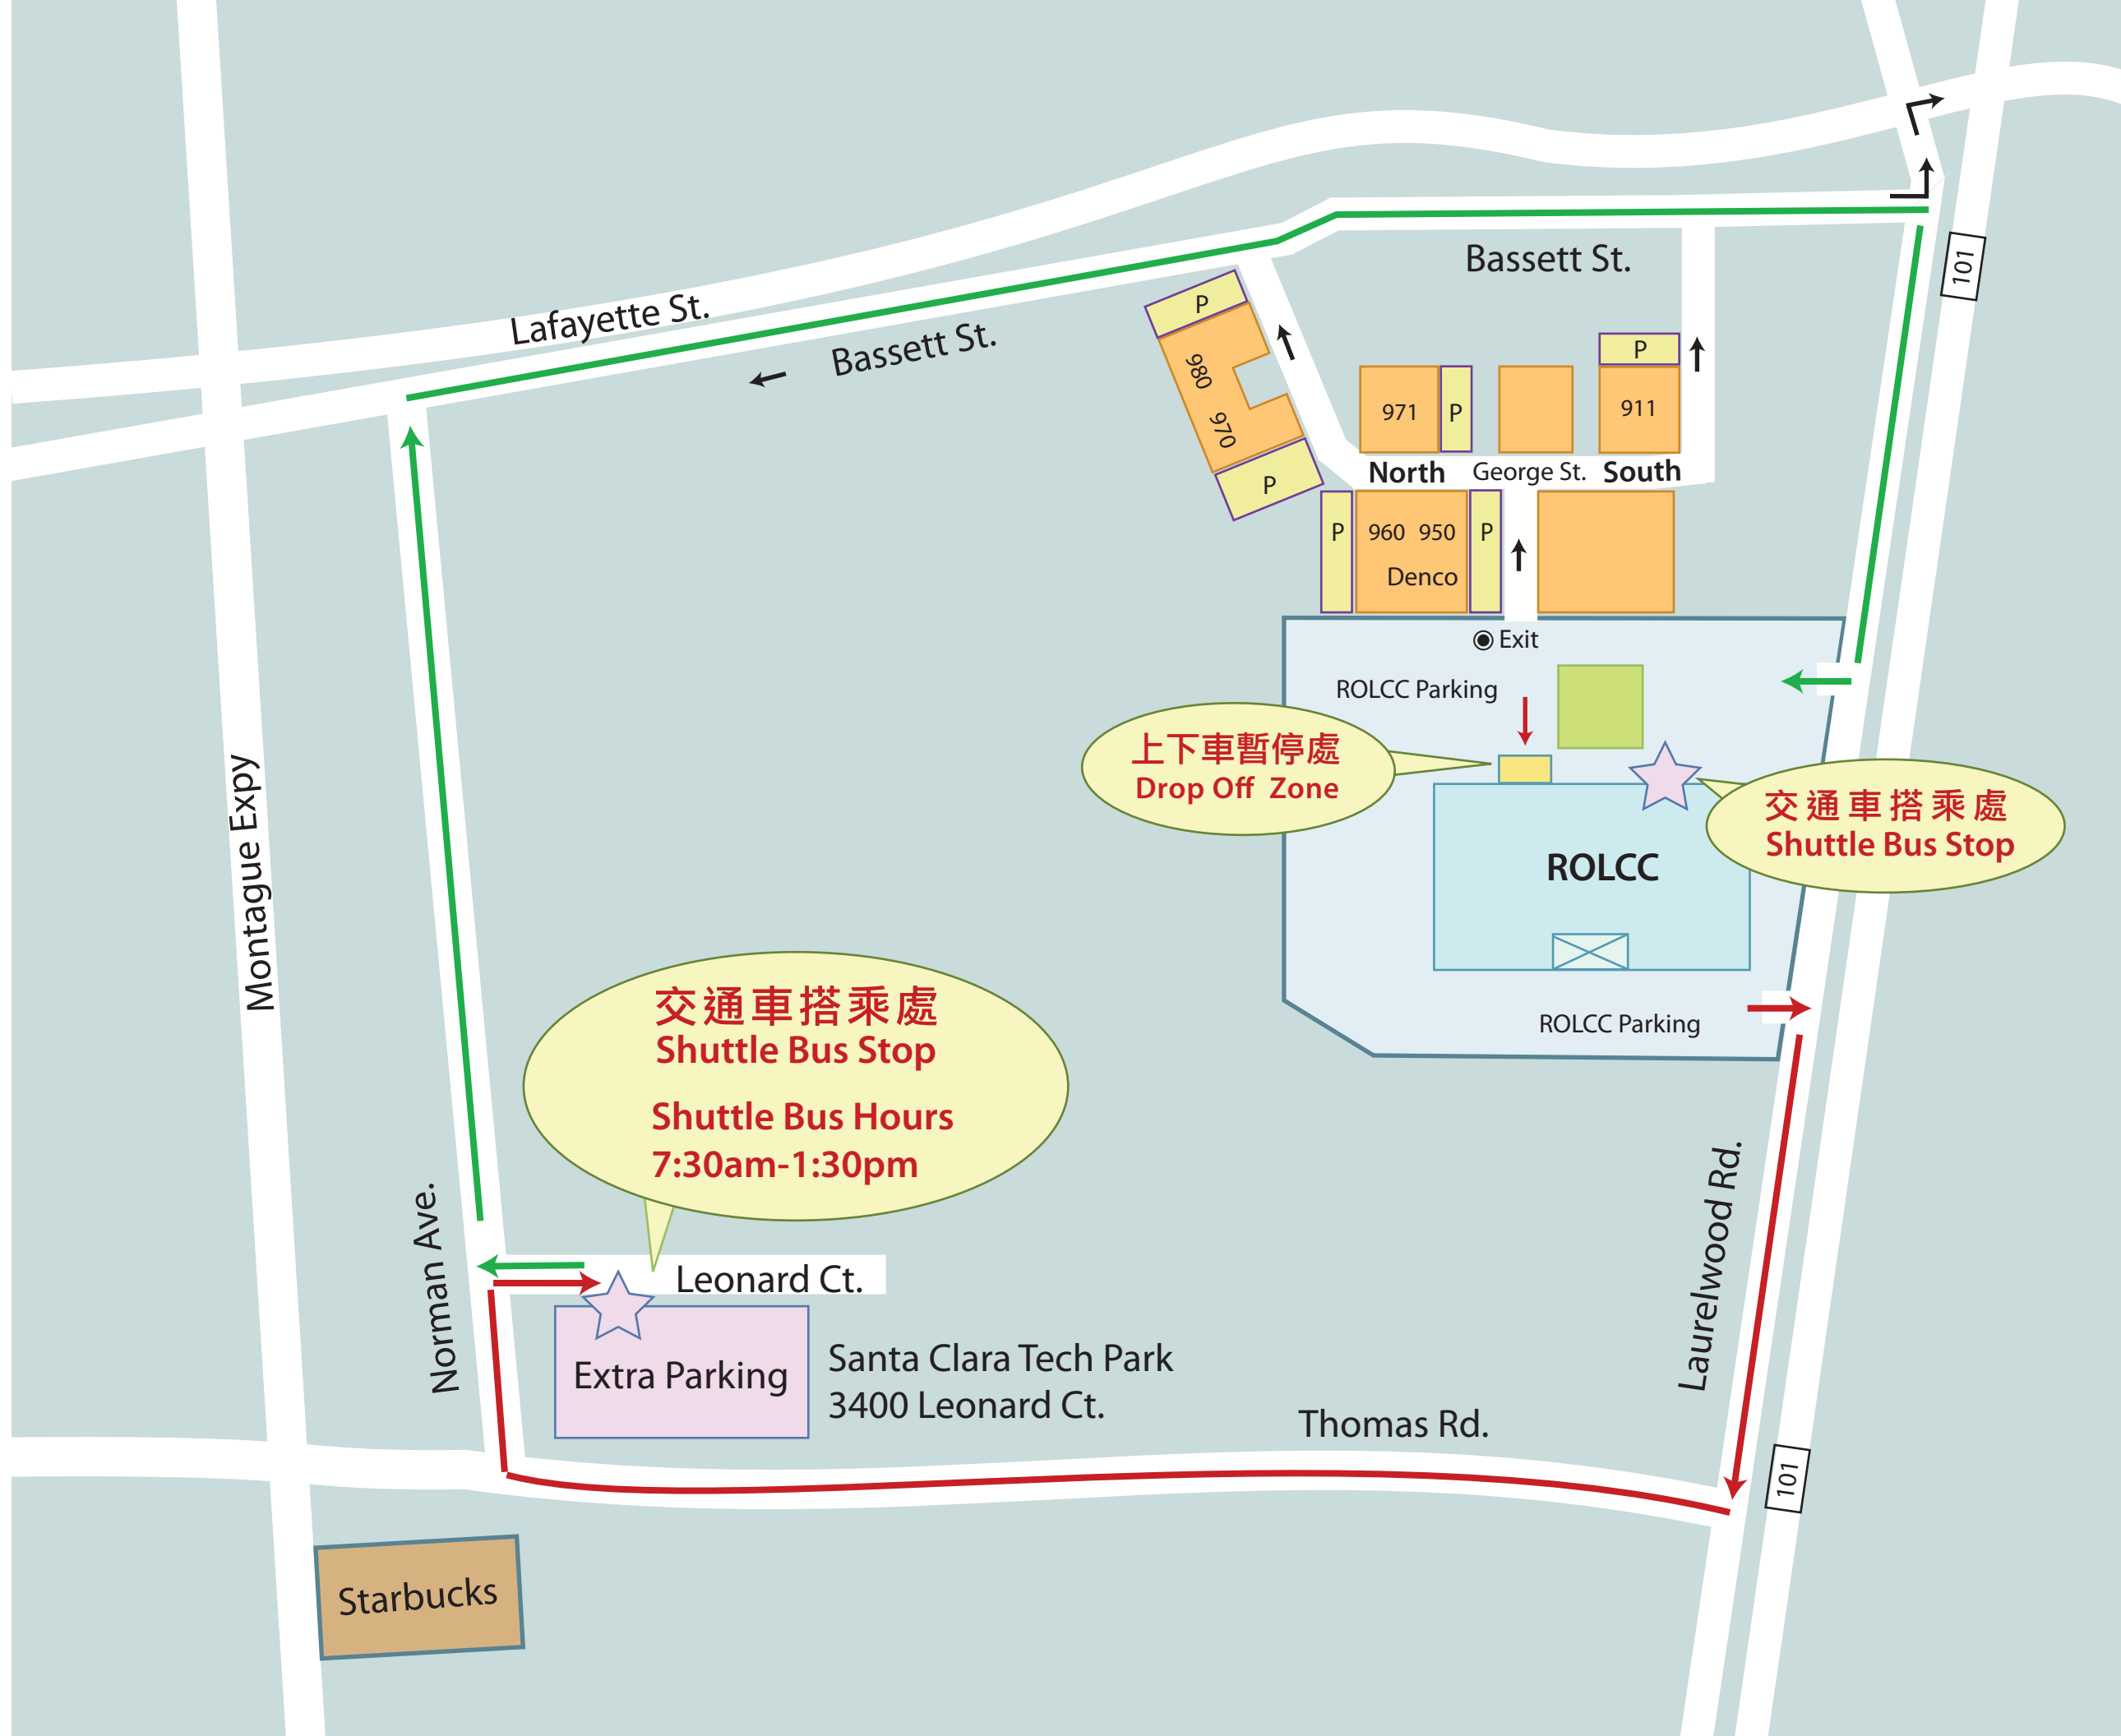 101
Bassett St.
Lafayette St.
Bassett St.
P
980
970
P
P
971
P
911
North
George St.
South
P
960 950
P
Denco
Exit
ROLCC Parking
上下車暫停處
Drop Off Zone
交通車搭乘處
Shuttle Bus Stop
ROLCC
ROLCC Parking
Montague Expy
交通車搭乘處
Shuttle Bus Stop
Shuttle Bus Hours
7:30am-1:30pm
Norman Ave.
Leonard Ct.
Laurelwood Rd.
Extra Parking
Santa Clara Tech Park
3400 Leonard Ct.
Thomas Rd.
101
Starbucks